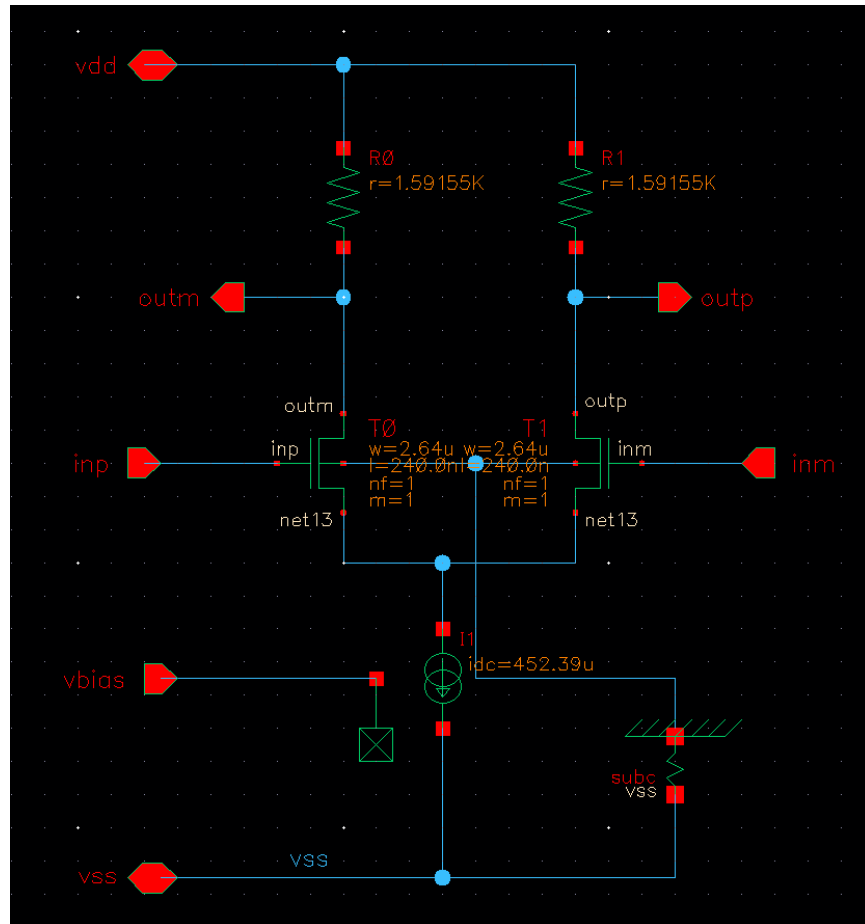 vdd
R0
r=1.59155K
R1
r=1.59155K
outm
outp
outm
outp
T0
T1
inp
inp
w=2.64u
w=2.64u
l=240.0n
l=240.0n
nf=1
nf=1
m=1
m=1
inm
inm
net13
net13
I1
idc=452.39u
vbias
subc
vss
vss
vss